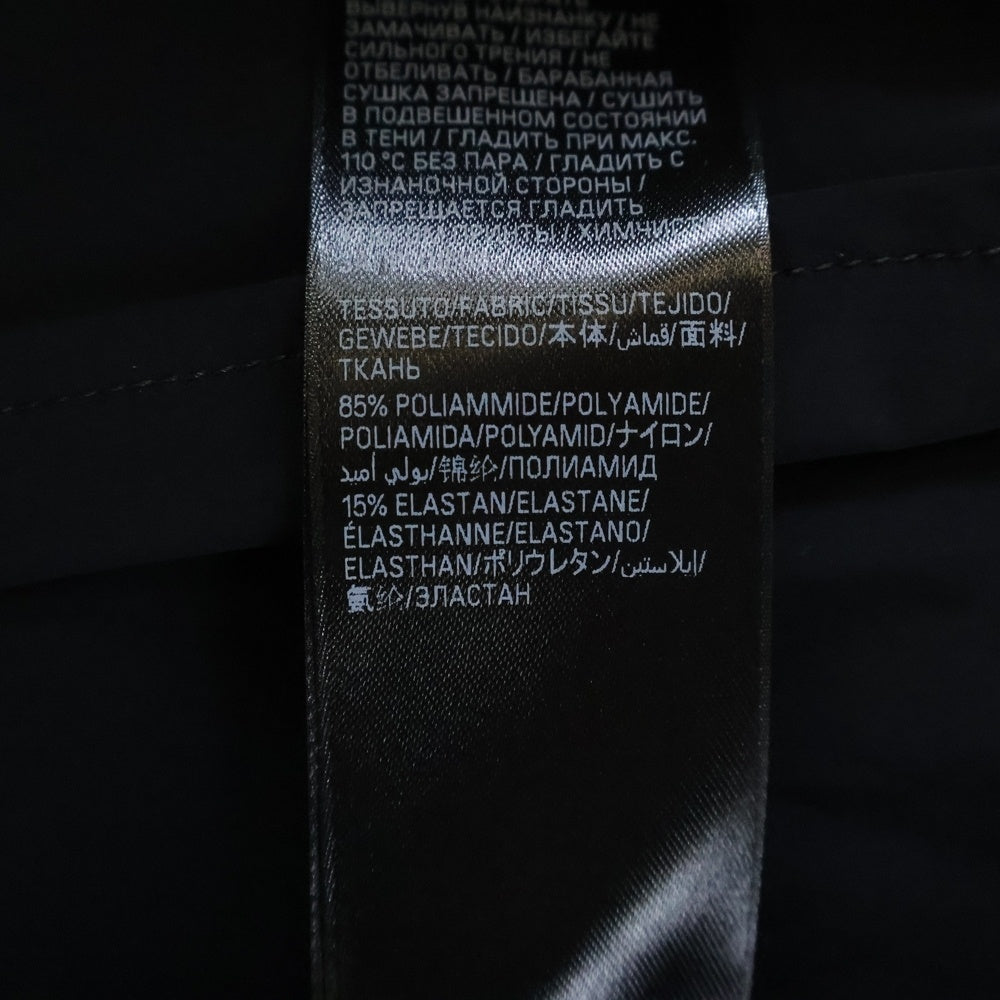 ВЫВЕРНУВ НАИЗНАНКУ / НЕ
ЗАМАЧИВАТЬ / ИЗБЕГАЙТЕ
СИЛЬНОГО ТРЕНИЯ / НЕ
ОТБЕЛИВАТЬ / БАРАБАННАЯ
СУШКА ЗАПРЕЩЕНА / СУШИТЬ
В ПОДВЕШЕННОМ СОСТОЯНИИ
В ТЕНИ / ГЛАДИТЬ ПРИ МАКС.
110 °C БЕЗ ПАРА / ГЛАДИТЬ С
ИЗНАНОЧНОЙ СТОРОНЫ /
ЗАПРЕЩАЕТСЯ ГЛАДИТЬ
TESSUTO/FABRIC/TISSU/TEJIDO/
GEWEBE/TECIDO/本体/قماش/面料/
ТКАНЬ
85% POLIAMMIDE/POLYAMIDE/
POLIAMIDA/POLYAMID/ナイロン/
بولي أميد/锦纶/ПОЛИАМИД
15% ELASTAN/ELASTANE/
ÉLASTHANNE/ELASTANO/
ELASTHAN/ポリウレタン/إيلاستين/
氨纶/ЭЛАСТАН